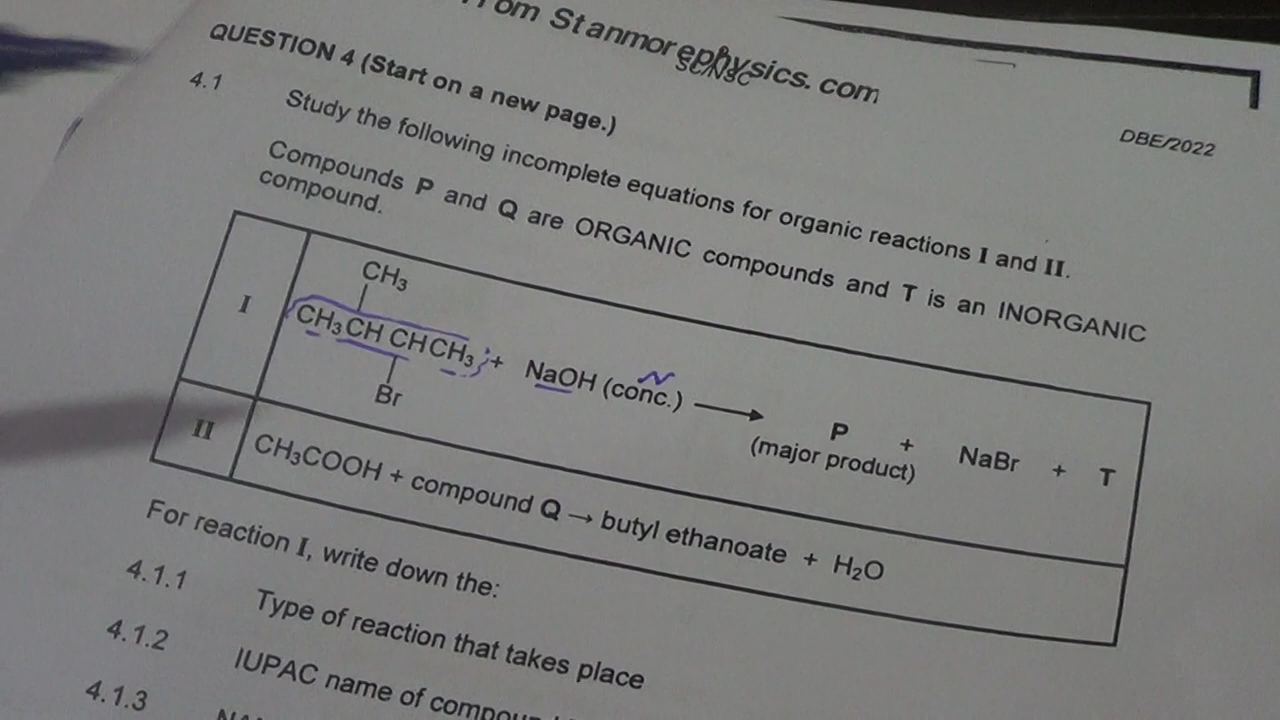 From Stanmorephysics.com
DBE/2022
QUESTION 4 (Start on a new page.)
4.1 Study the following incomplete equations for organic reactions I and II.
Compounds P and Q are ORGANIC compounds and T is an INORGANIC
compound.
CH₃
I CH₃CH CHCH₃ + NaOH (conc.) ⟶ P + NaBr + T
Br (major product)
II CH₃COOH + compound Q → butyl ethanoate + H₂O
For reaction I, write down the:
4.1.1 Type of reaction that takes place
4.1.2 IUPAC name of
4.1.3